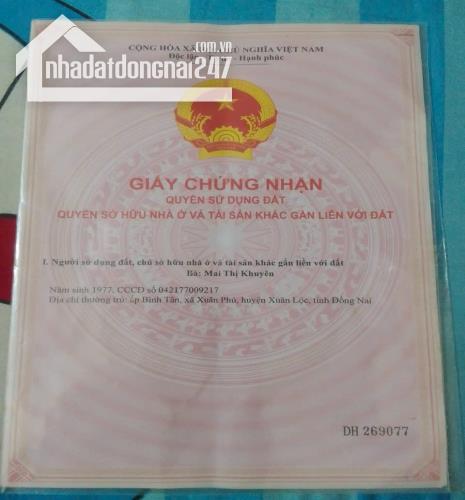 CỘNG HÒA XÃ NGHĨA VIỆT NAM
Độc lập Hạnh phúc
.com.vn
nhadatdongnai247
GIẤY CHỨNG NHẬN
QUYỀN SỬ DỤNG ĐẤT
QUYỀN SỞ HỮU NHÀ Ở VÀ TÀI SẢN KHÁC GẮN LIỀN VỚI ĐẤT
I. Người sử dụng đất, chủ sở hữu nhà ở và tài sản khác gắn liền với đất
Bà: Mai Thị Khuyên
Năm sinh 1977, CCCD số 042177009217
Địa chỉ thường trú: ấp Bình Tân, xã Xuân Phú, huyện Xuân Lộc, tỉnh Đồng Nai
DH 269077